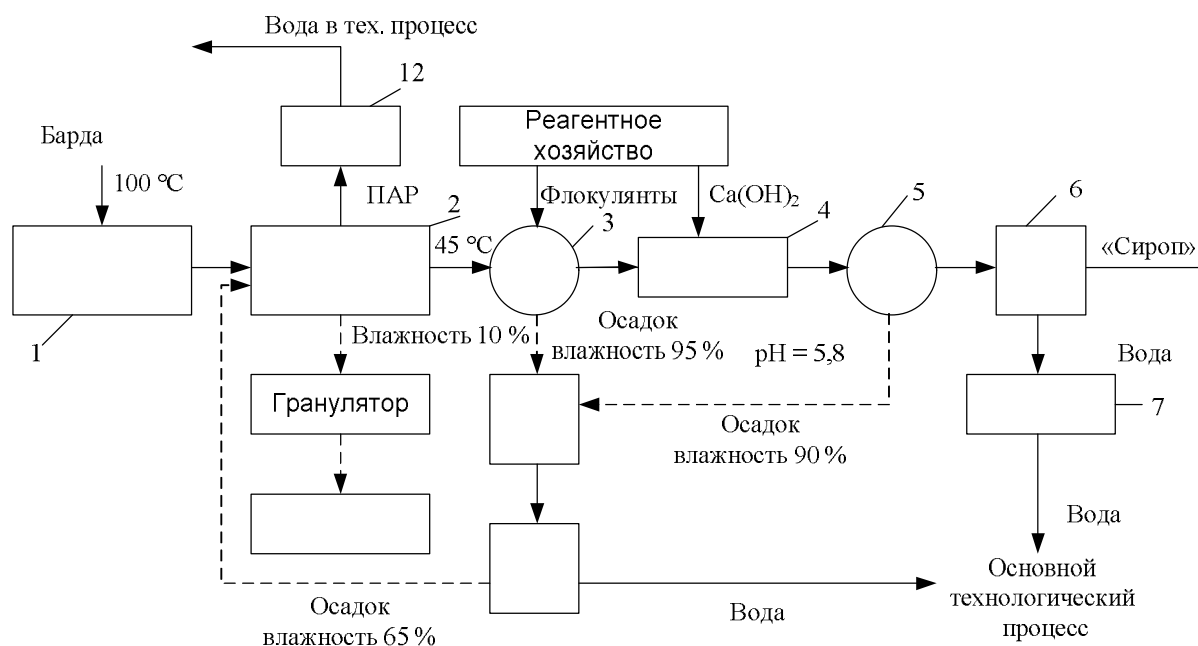 Вода в тех. процесс
12
Реагентное
хозяйство
Барда
100 °C
ПАР
2
Флокулянты
Ca(OH)2
3
4
5
6
45 °C
«Сироп»
1
Влажность 10 %
Осадок
влажность 95 %
pH = 5,8
Вода
Гранулятор
7
Осадок
влажность 90 %
Вода
Осадок
влажность 65 %
Вода
Основной
технологический
процесс